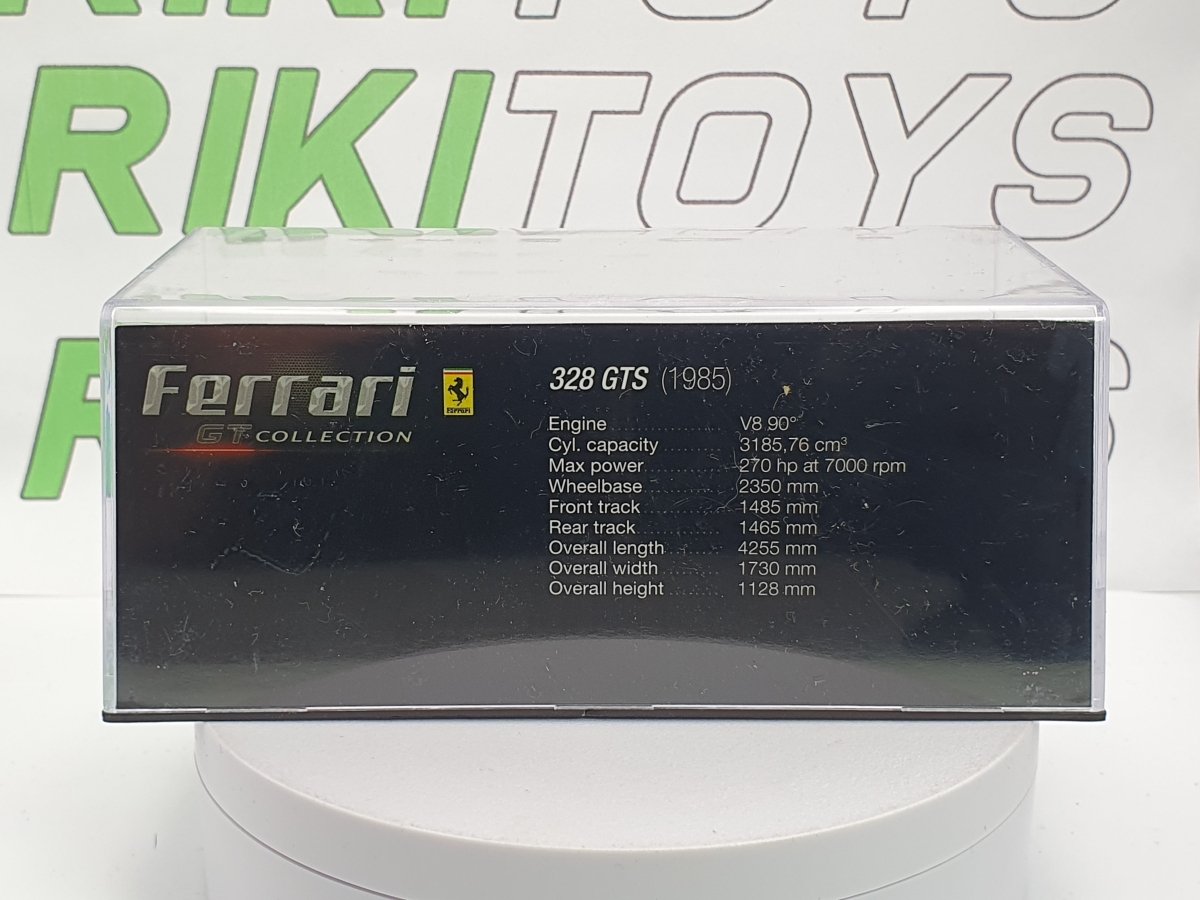 RIKITOYS
Ferrari
GT COLLECTION
Ferrari
328 GTS (1985)
Engine ........ V8 90°
Cyl. capacity ........ 3185,76 cm³
Max power ........ 270 hp at 7000 rpm
Wheelbase ........ 2350 mm
Front track ........ 1485 mm
Rear track ........ 1465 mm
Overall length ........ 4255 mm
Overall width ........ 1730 mm
Overall height ........ 1128 mm